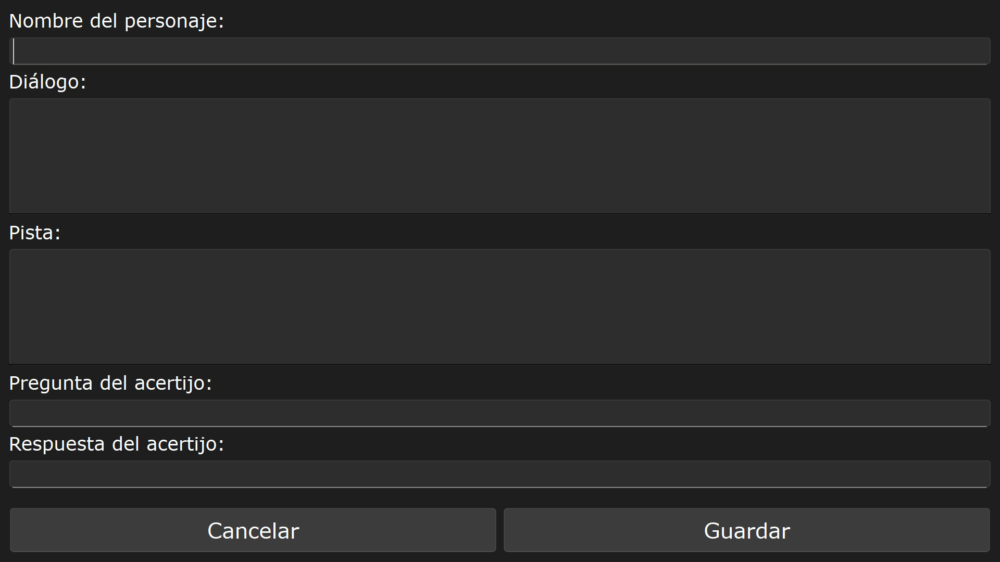 Nombre del personaje:
Diálogo:
Pista:
Pregunta del acertijo:
Respuesta del acertijo:
Cancelar
Guardar